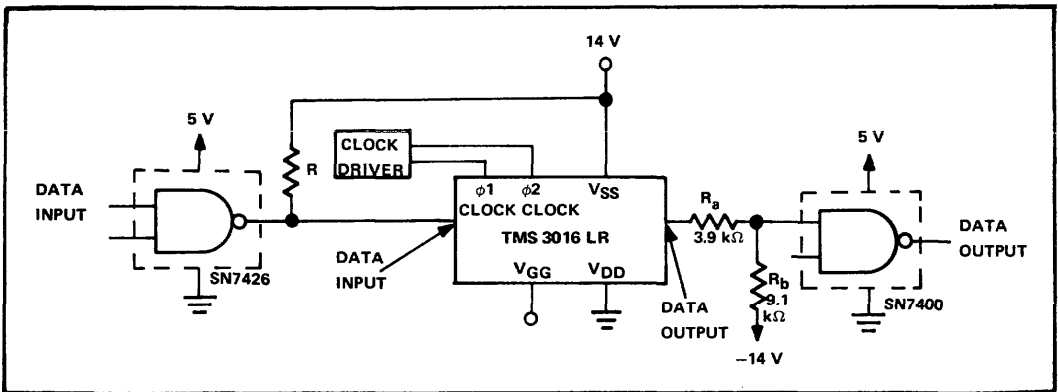 14 V
5 V
5 V
CLOCK
DRIVER
R
DATA
INPUT
ϕ1 ϕ2 VSS
CLOCK CLOCK
TMS 3016 LR
VGG VDD
Ra
3.9 kΩ
DATA
OUTPUT
DATA
INPUT
SN7426
Rb
9.1
kΩ
SN7400
DATA
OUTPUT
−14 V